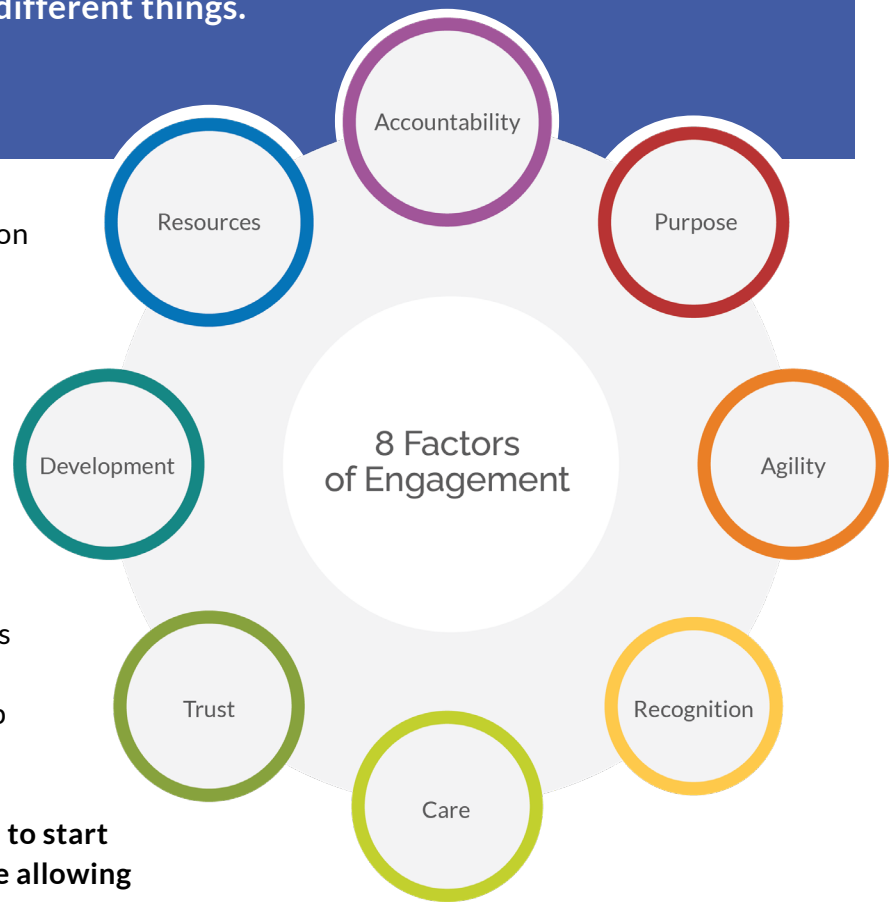 different things.
Accountability
Resources
Purpose
on
8 Factors
of Engagement
Development
Agility
s
Trust
Recognition
Care
to start
allowing